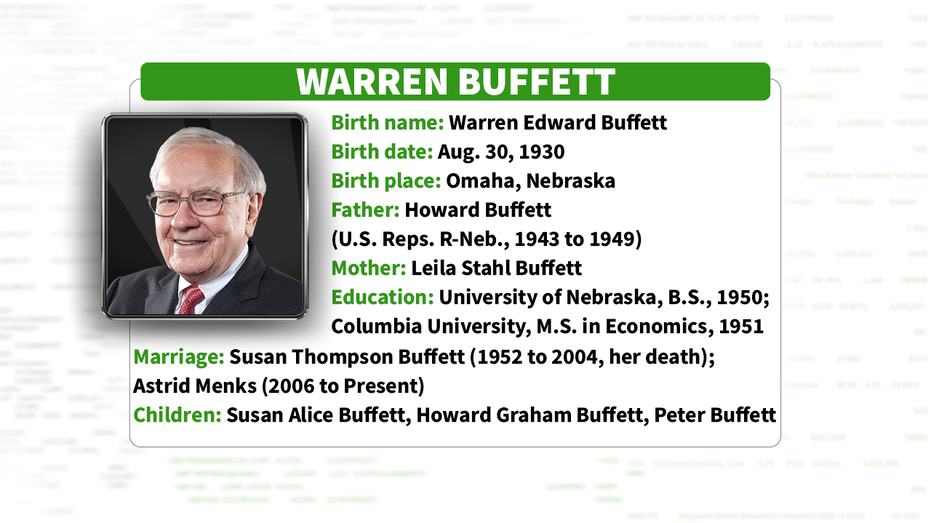 WARREN BUFFETT
Birth name: Warren Edward Buffett
Birth date: Aug. 30, 1930
Birth place: Omaha, Nebraska
Father: Howard Buffett
(U.S. Reps. R-Neb., 1943 to 1949)
Mother: Leila Stahl Buffett
Education: University of Nebraska, B.S., 1950;
Columbia University, M.S. in Economics, 1951
Marriage: Susan Thompson Buffett (1952 to 2004, her death);
Astrid Menks (2006 to Present)
Children: Susan Alice Buffett, Howard Graham Buffett, Peter Buffett